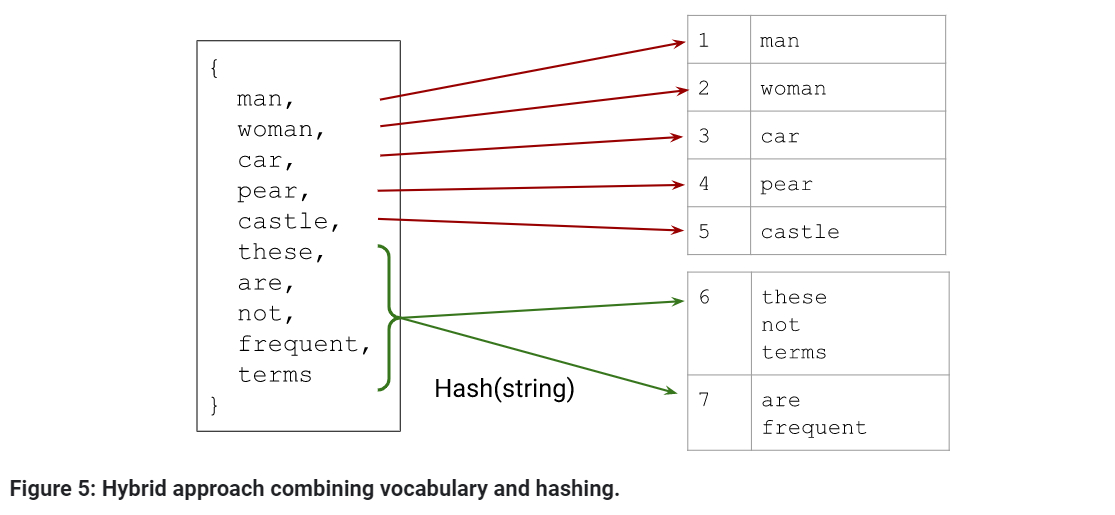 {
man,
woman,
car,
pear,
castle,
these,
are,
not,
frequent,
terms
}
Hash(string)
1 man
2 woman
3 car
4 pear
5 castle
6 these
not
terms
7 are
frequent
Figure 5: Hybrid approach combining vocabulary and hashing.